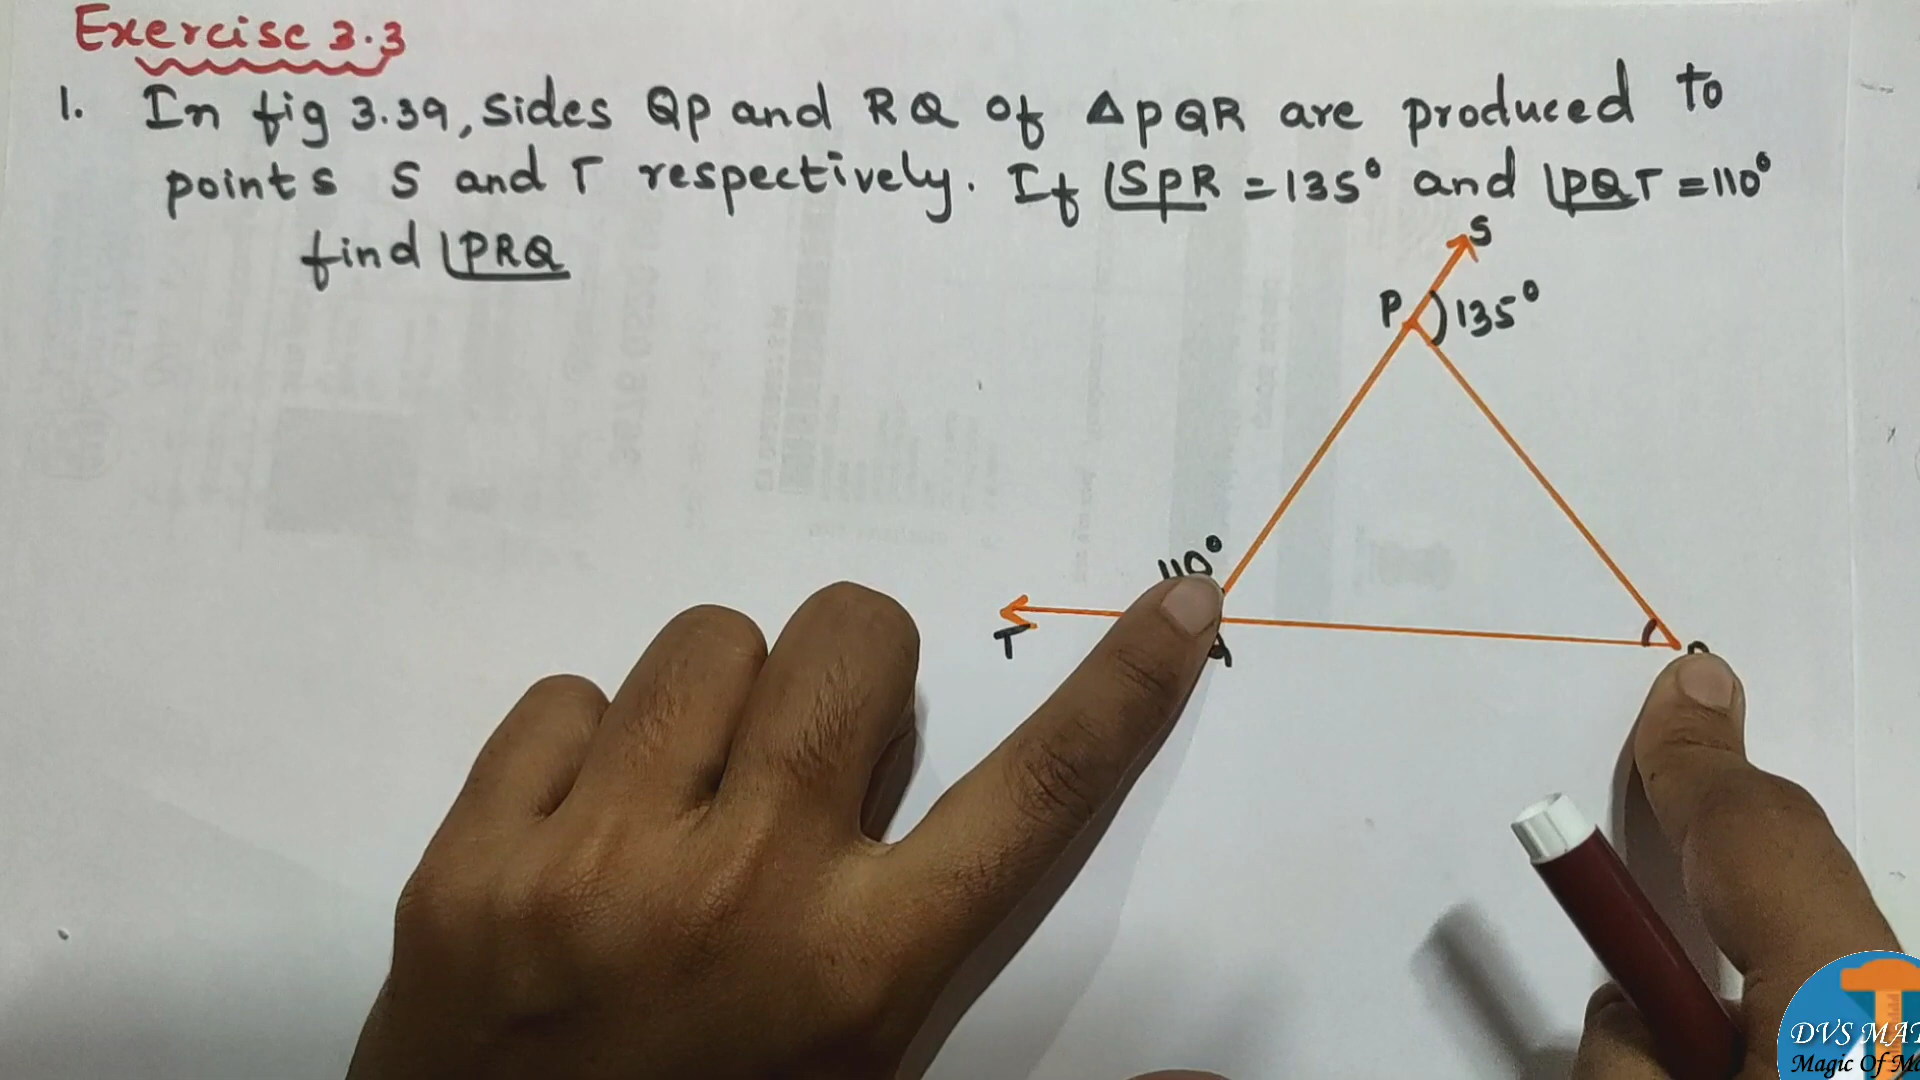 Exercise 3.3
1. In fig 3.39, sides QP and RQ of ΔPQR are produced to
points S and T respectively. If ∠SPR = 135° and ∠PQT = 110°
find ∠PRQ
S
P 135°
110°
T Q
DVS MA
Magic Of M